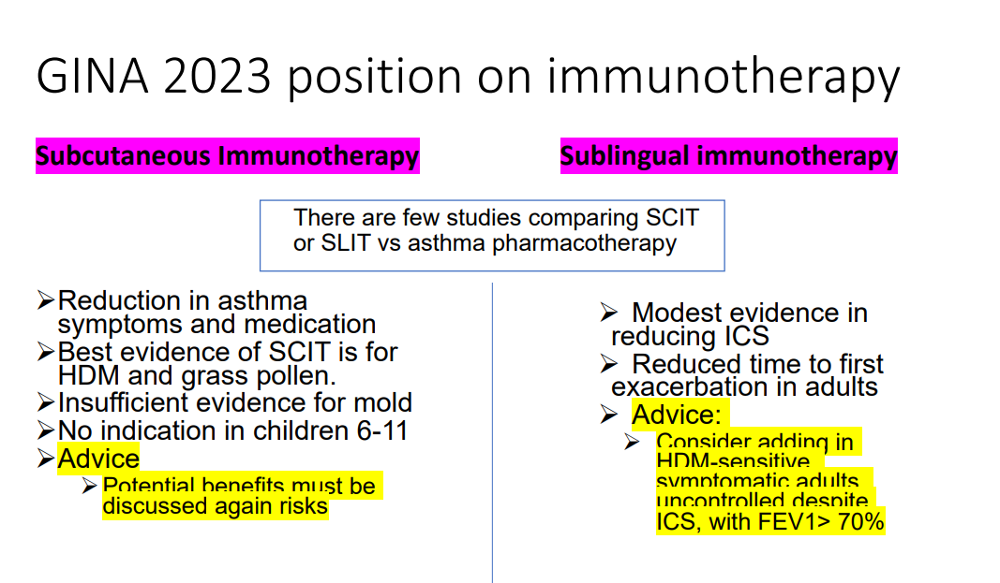 GINA 2023 position on immunotherapy
Subcutaneous Immunotherapy
Sublingual immunotherapy
There are few studies comparing SCIT
or SLIT vs asthma pharmacotherapy
➢Reduction in asthma
symptoms and medication
➢Best evidence of SCIT is for
HDM and grass pollen.
➢Insufficient evidence for mold
➢No indication in children 6-11
➢Advice
➢Potential benefits must be
discussed again risks
➢ Modest evidence in
reducing ICS
➢ Reduced time to first
exacerbation in adults
➢ Advice:
➢ Consider adding in
HDM-sensitive
symptomatic adults
uncontrolled despite
ICS, with FEV1> 70%